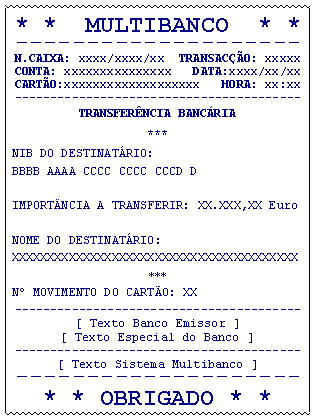 * * MULTIBANCO * *
N.CAIXA: xxxx/xxxx/xx TRANSACÇÃO: xxxxx
CONTA: xxxxxxxxxxxxxxx DATA:xxxx/xx/xx
CARTÃO:xxxxxxxxxxxxxxxxxxx HORA: xx:xx
TRANSFERÊNCIA BANCÁRIA
***
NIB DO DESTINATÁRIO:
BBBB AAAA CCCC CCCC CCCD D
IMPORTÂNCIA A TRANSFERIR: XX.XXX,XX Euro
NOME DO DESTINATÁRIO:
XXXXXXXXXXXXXXXXXXXXXXXXXXXXXXXXXXXXXXXX
***
Nº MOVIMENTO DO CARTÃO: XX
[ Texto Banco Emissor ]
[ Texto Especial do Banco ]
[ Texto Sistema Multibanco ]
* * OBRIGADO * *